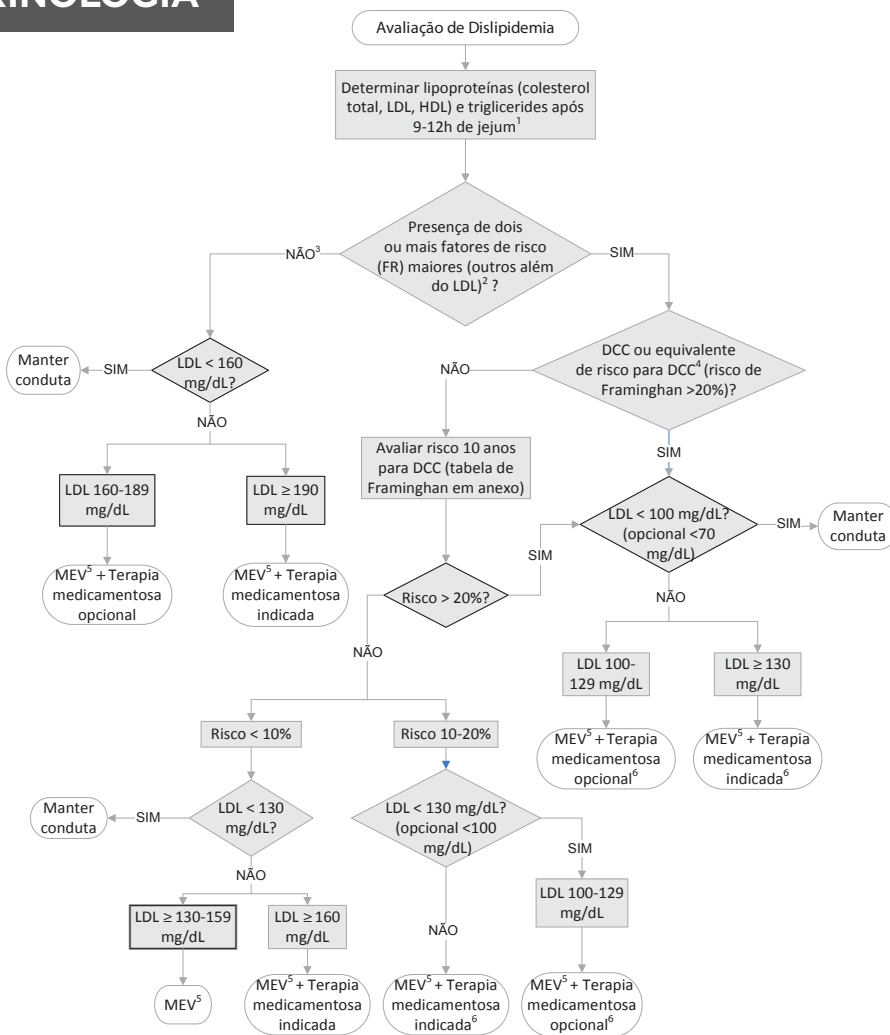 RINOLOGIA
Avaliação de Dislipidemia
Determinar lipoproteínas (colesterol
total, LDL, HDL) e triglicerides após
9-12h de jejum¹
Presença de dois
ou mais fatores de risco
(FR) maiores (outros além
do LDL)² ?
NÃO³
SIM
LDL < 160
mg/dL?
SIM
Manter
conduta
NÃO
LDL 160-189
mg/dL
LDL ≥ 190
mg/dL
MEV⁵ + Terapia
medicamentosa
opcional
MEV⁵ + Terapia
medicamentosa
indicada
DCC ou equivalente
de risco para DCC⁴ (risco de
Framinghan >20%)?
NÃO
SIM
Avaliar risco 10 anos
para DCC (tabela de
Framinghan em anexo)
Risco > 20%?
SIM
NÃO
LDL < 100 mg/dL?
(opcional <70
mg/dL)
SIM
Manter
conduta
NÃO
LDL 100-
129 mg/dL
LDL ≥ 130
mg/dL
MEV⁵ + Terapia
medicamentosa
opcional⁶
MEV⁵ + Terapia
medicamentosa
indicada⁶
Risco < 10%
Risco 10-20%
LDL < 130
mg/dL?
SIM
Manter
conduta
NÃO
LDL ≥ 130-159
mg/dL
LDL ≥ 160
mg/dL
MEV⁵
MEV⁵ + Terapia
medicamentosa
indicada
LDL < 130 mg/dL?
(opcional <100
mg/dL)
NÃO
SIM
LDL 100-129
mg/dL
MEV⁵ + Terapia
medicamentosa
indicada⁶
MEV⁵ + Terapia
medicamentosa
opcional⁶